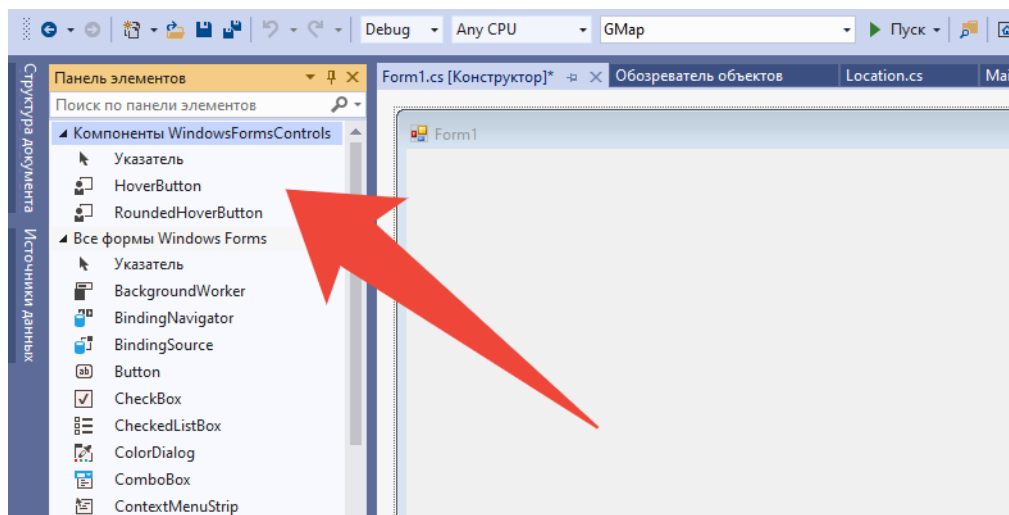 Debug Any CPU GMap Пуск
Структура документа
Источники данных
Панель элементов
Поиск по панели элементов
Компоненты WindowsFormsControls
Указатель
HoverButton
RoundedHoverButton
Все формы Windows Forms
Указатель
BackgroundWorker
BindingNavigator
BindingSource
Button
CheckBox
CheckedListBox
ColorDialog
ComboBox
ContextMenuStrip
Form1.cs [Конструктор]* Обозреватель объектов Location.cs Mai
Form1